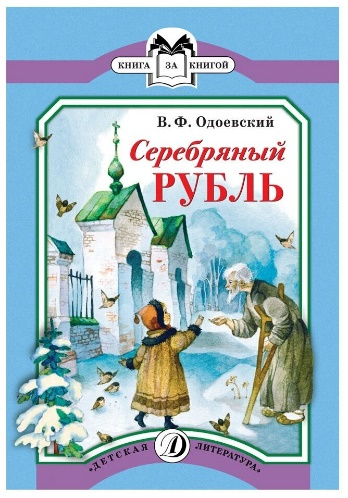 КНИГА ЗА КНИГОЙ
В. Ф. Одоевский
Серебряный
РУБЛЬ
"ДЕТСКАЯ ЛИТЕРАТУРА"